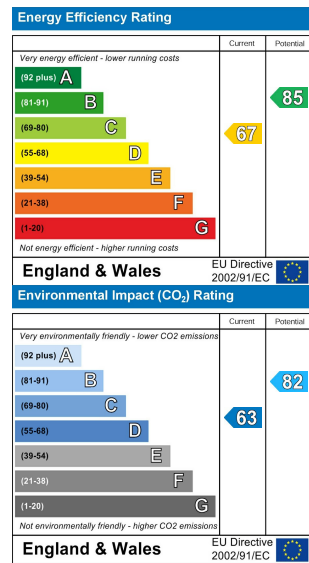 Energy Efficiency Rating
Current Potential
Very energy efficient - lower running costs
(92 plus) A
(81-91) B
85
(69-80) C
67
(55-68) D
(39-54) E
(21-38) F
(1-20) G
Not energy efficient - higher running costs
England & Wales
EU Directive
2002/91/EC
Environmental Impact (CO₂) Rating
Current Potential
Very environmentally friendly - lower CO2 emissions
(92 plus) A
(81-91) B
82
(69-80) C
63
(55-68) D
(39-54) E
(21-38) F
(1-20) G
Not environmentally friendly - higher CO2 emissions
England & Wales
EU Directive
2002/91/EC